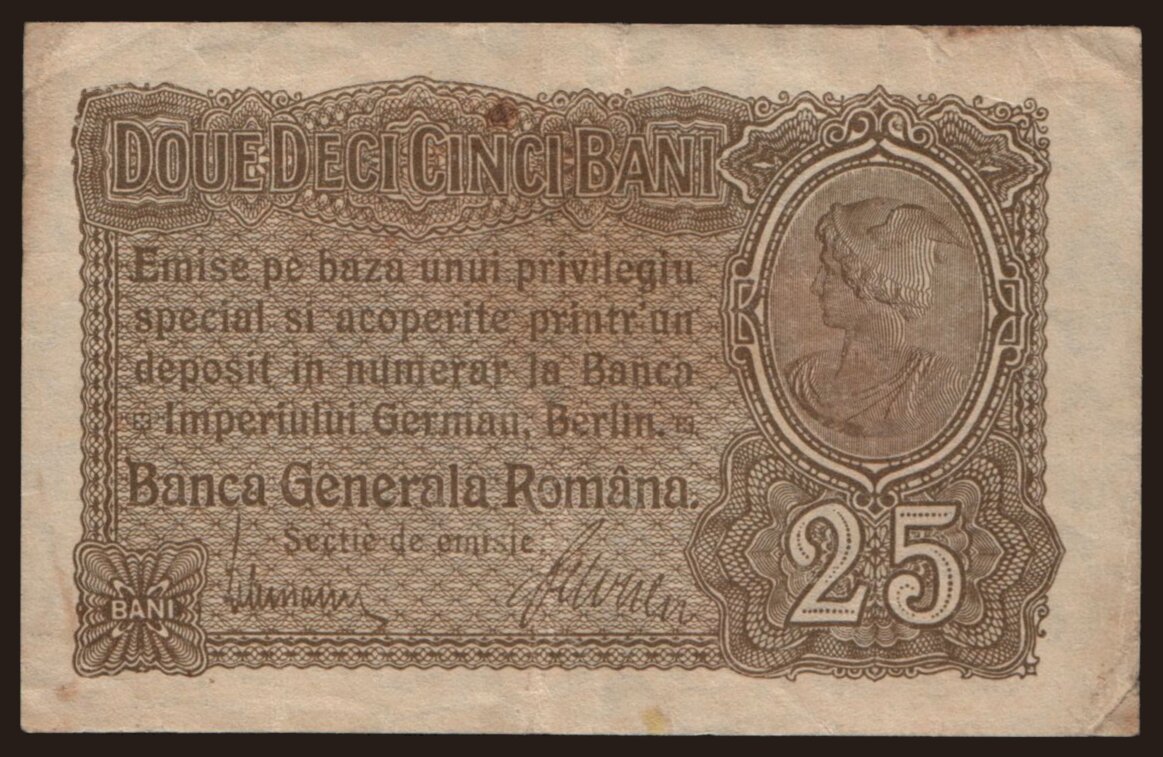 DOUE DECI CINCI BANI
Emise pe baza unui privilegiu
special si acoperite printr'un
deposit in numerar la Banca
Imperiului German, Berlin.
Banca Generala Româna.
Sectie de emisie
BANI
25